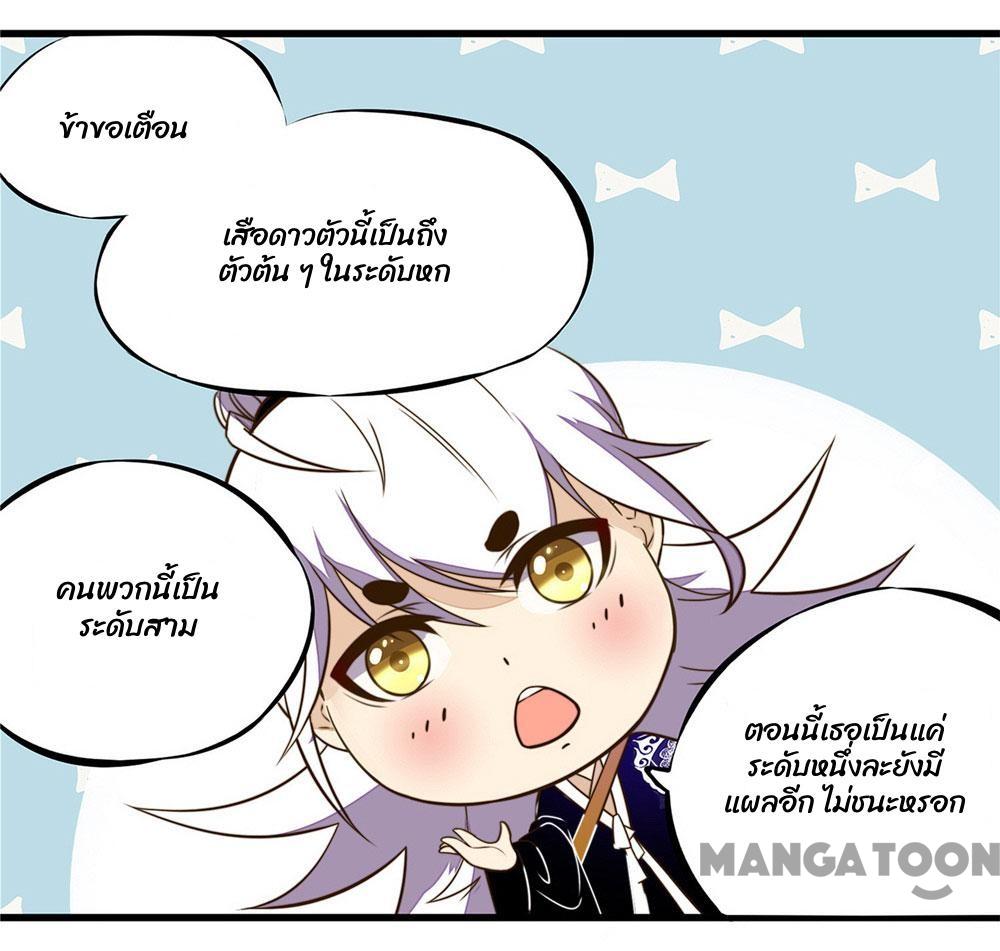 ข้าขอเตือน
เสือดาวตัวนี้เป็นถึง
ตัวต้น ๆ ในระดับหก
คนพวกนี้เป็น
ระดับสาม
ตอนนี้เธอเป็นแค่
ระดับหนึ่งละยังมี
แผลอีก ไม่ชนะหรอก
MANGA TOON